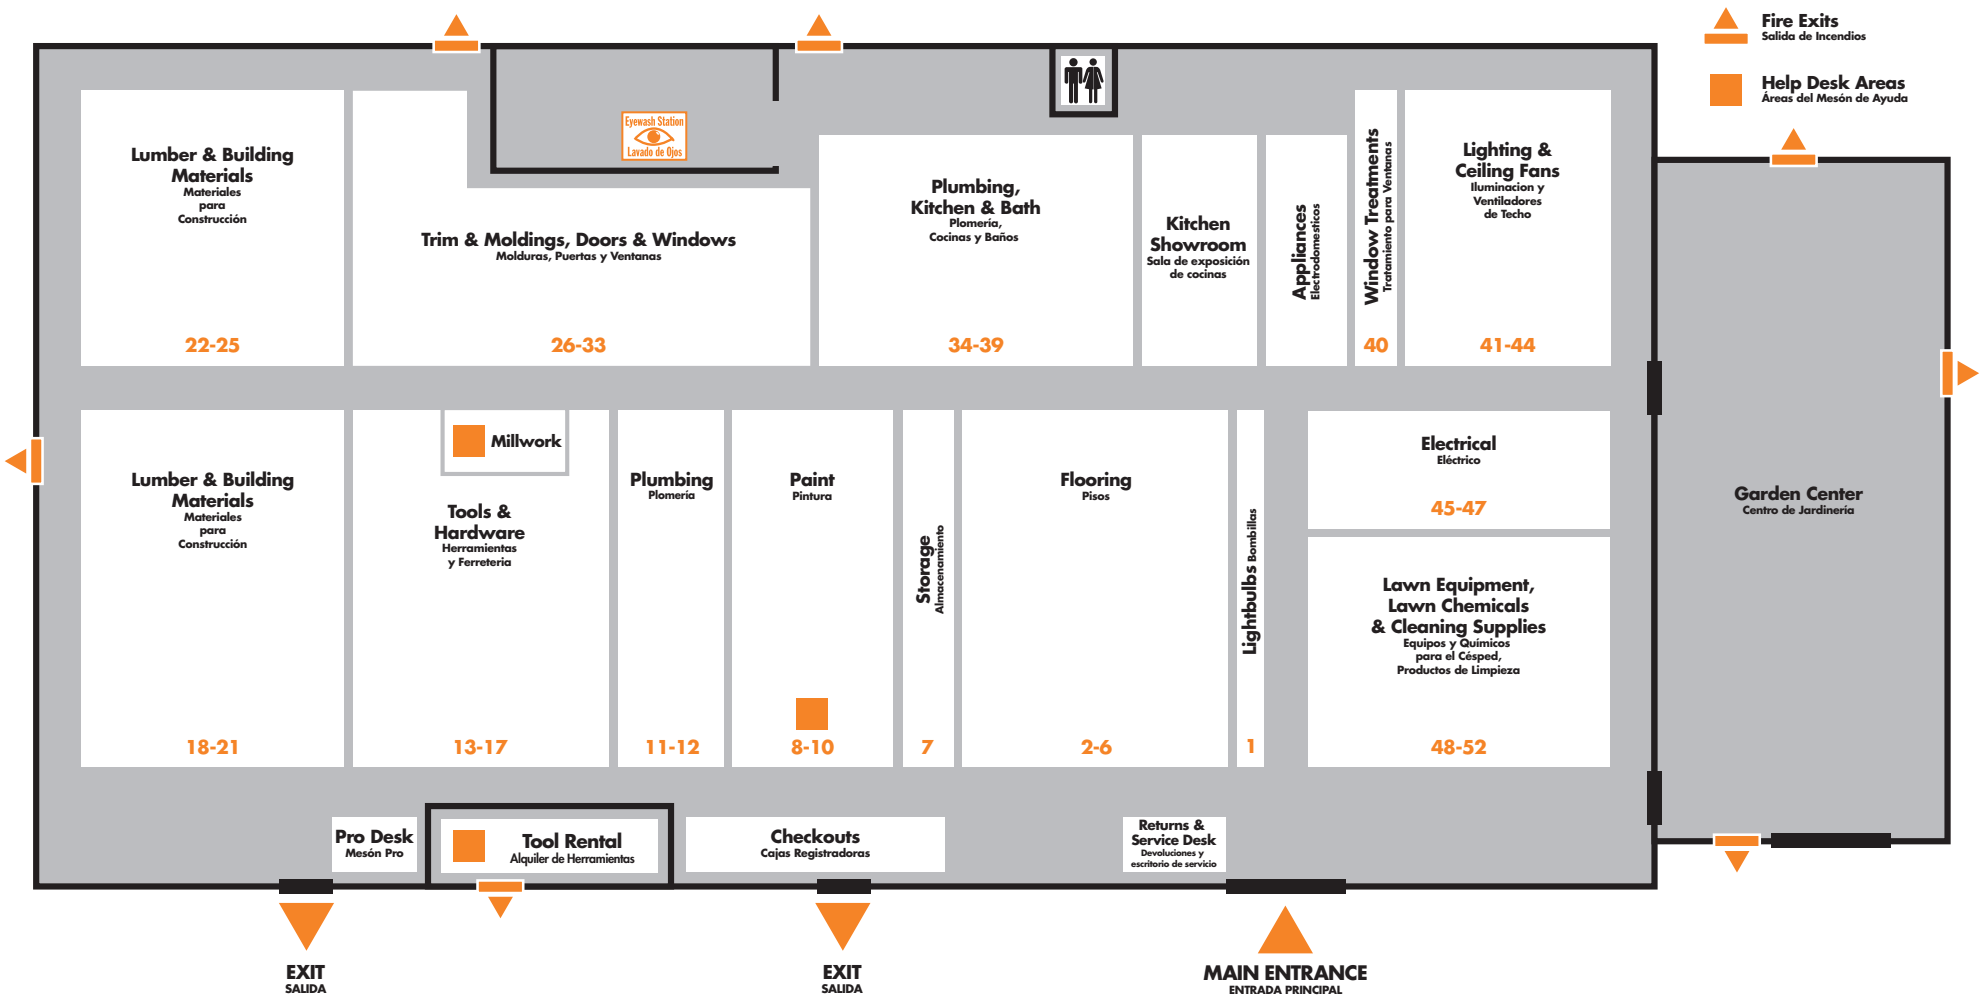 Fire Exits
Salida de Incendios
Help Desk Areas
Áreas del Mesón de Ayuda
Eyewash Station
Lavado de Ojos
Lumber & Building
Materials
Materiales
para
Construcción
22-25
Trim & Moldings, Doors & Windows
Molduras, Puertas y Ventanas
26-33
Plumbing,
Kitchen & Bath
Plomería,
Cocinas y Baños
34-39
Kitchen
Showroom
Sala de exposición
de cocinas
Appliances
Electrodomesticos
Window Treatments
Tratamiento para Ventanas
40
Lighting &
Ceiling Fans
Iluminacion y
Ventiladores
de Techo
41-44
Lumber & Building
Materials
Materiales
para
Construcción
18-21
Millwork
Tools &
Hardware
Herramientas
y Ferreteria
13-17
Plumbing
Plomería
11-12
Paint
Pintura
8-10
Storage
Almacenamiento
7
Flooring
Pisos
2-6
Lightbulbs Bombillas
1
Electrical
Eléctrico
45-47
Lawn Equipment,
Lawn Chemicals
& Cleaning Supplies
Equipos y Químicos
para el Césped,
Productos de Limpieza
48-52
Garden Center
Centro de Jardinería
Pro Desk
Mesón Pro
Tool Rental
Alquiler de Herramientas
Checkouts
Cajas Registradoras
Returns &
Service Desk
Devoluciones y
escritorio de servicio
EXIT
SALIDA
EXIT
SALIDA
MAIN ENTRANCE
ENTRADA PRINCIPAL